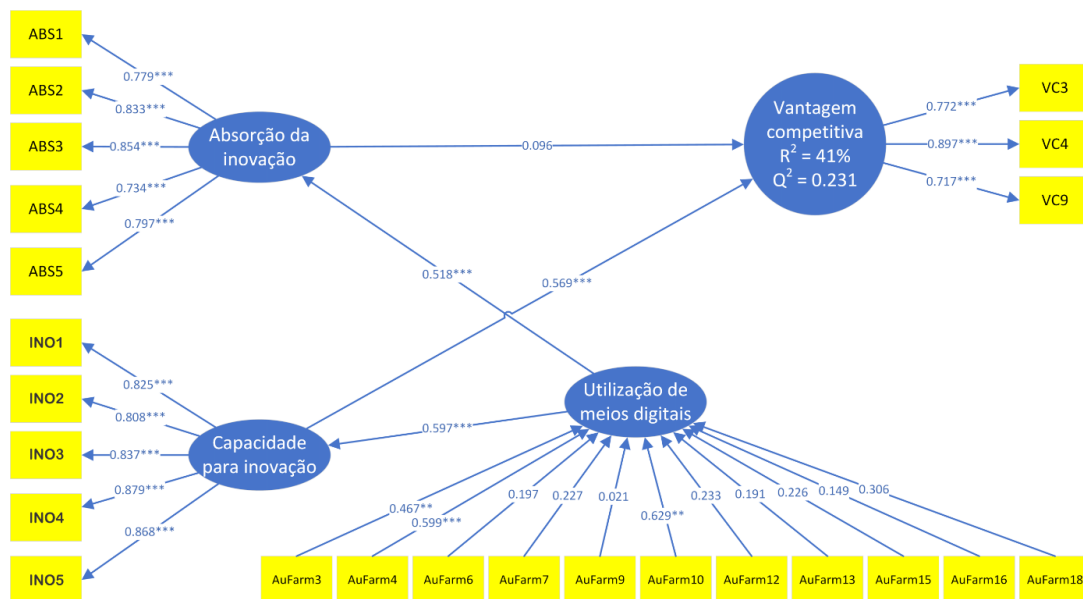 ABS1
ABS2
ABS3
ABS4
ABS5
0.779***
0.833***
0.854***
0.734***
0.797***
Absorção da
inovação
0.096
Vantagem
competitiva
R² = 41%
Q² = 0.231
0.772***
0.897***
0.717***
VC3
VC4
VC9
0.518***
0.569***
INO1
INO2
INO3
INO4
INO5
0.825***
0.808***
0.837***
0.879***
0.868***
Capacidade
para inovação
0.597***
Utilização de
meios digitais
0.467**
0.599***
0.197
0.227
0.021
0.629**
0.233
0.191
0.226
0.149
0.306
AuFarm3
AuFarm4
AuFarm6
AuFarm7
AuFarm9
AuFarm10
AuFarm12
AuFarm13
AuFarm15
AuFarm16
AuFarm18